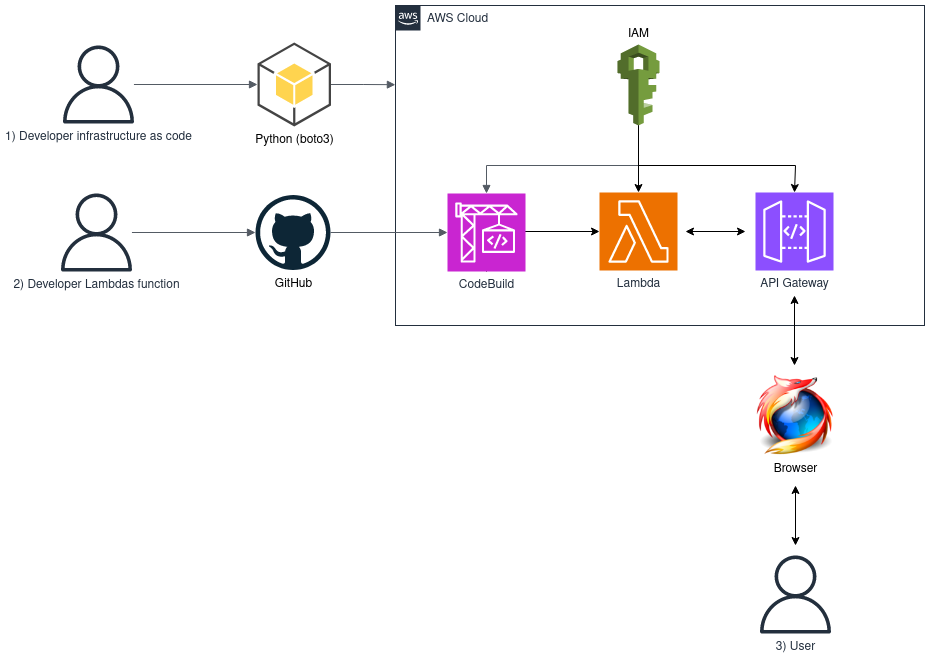 aws
AWS Cloud
IAM
1) Developer infrastructure as code
Python (boto3)
2) Developer Lambdas function
GitHub
</>
CodeBuild
Lambda
</>
API Gateway
Browser
3) User